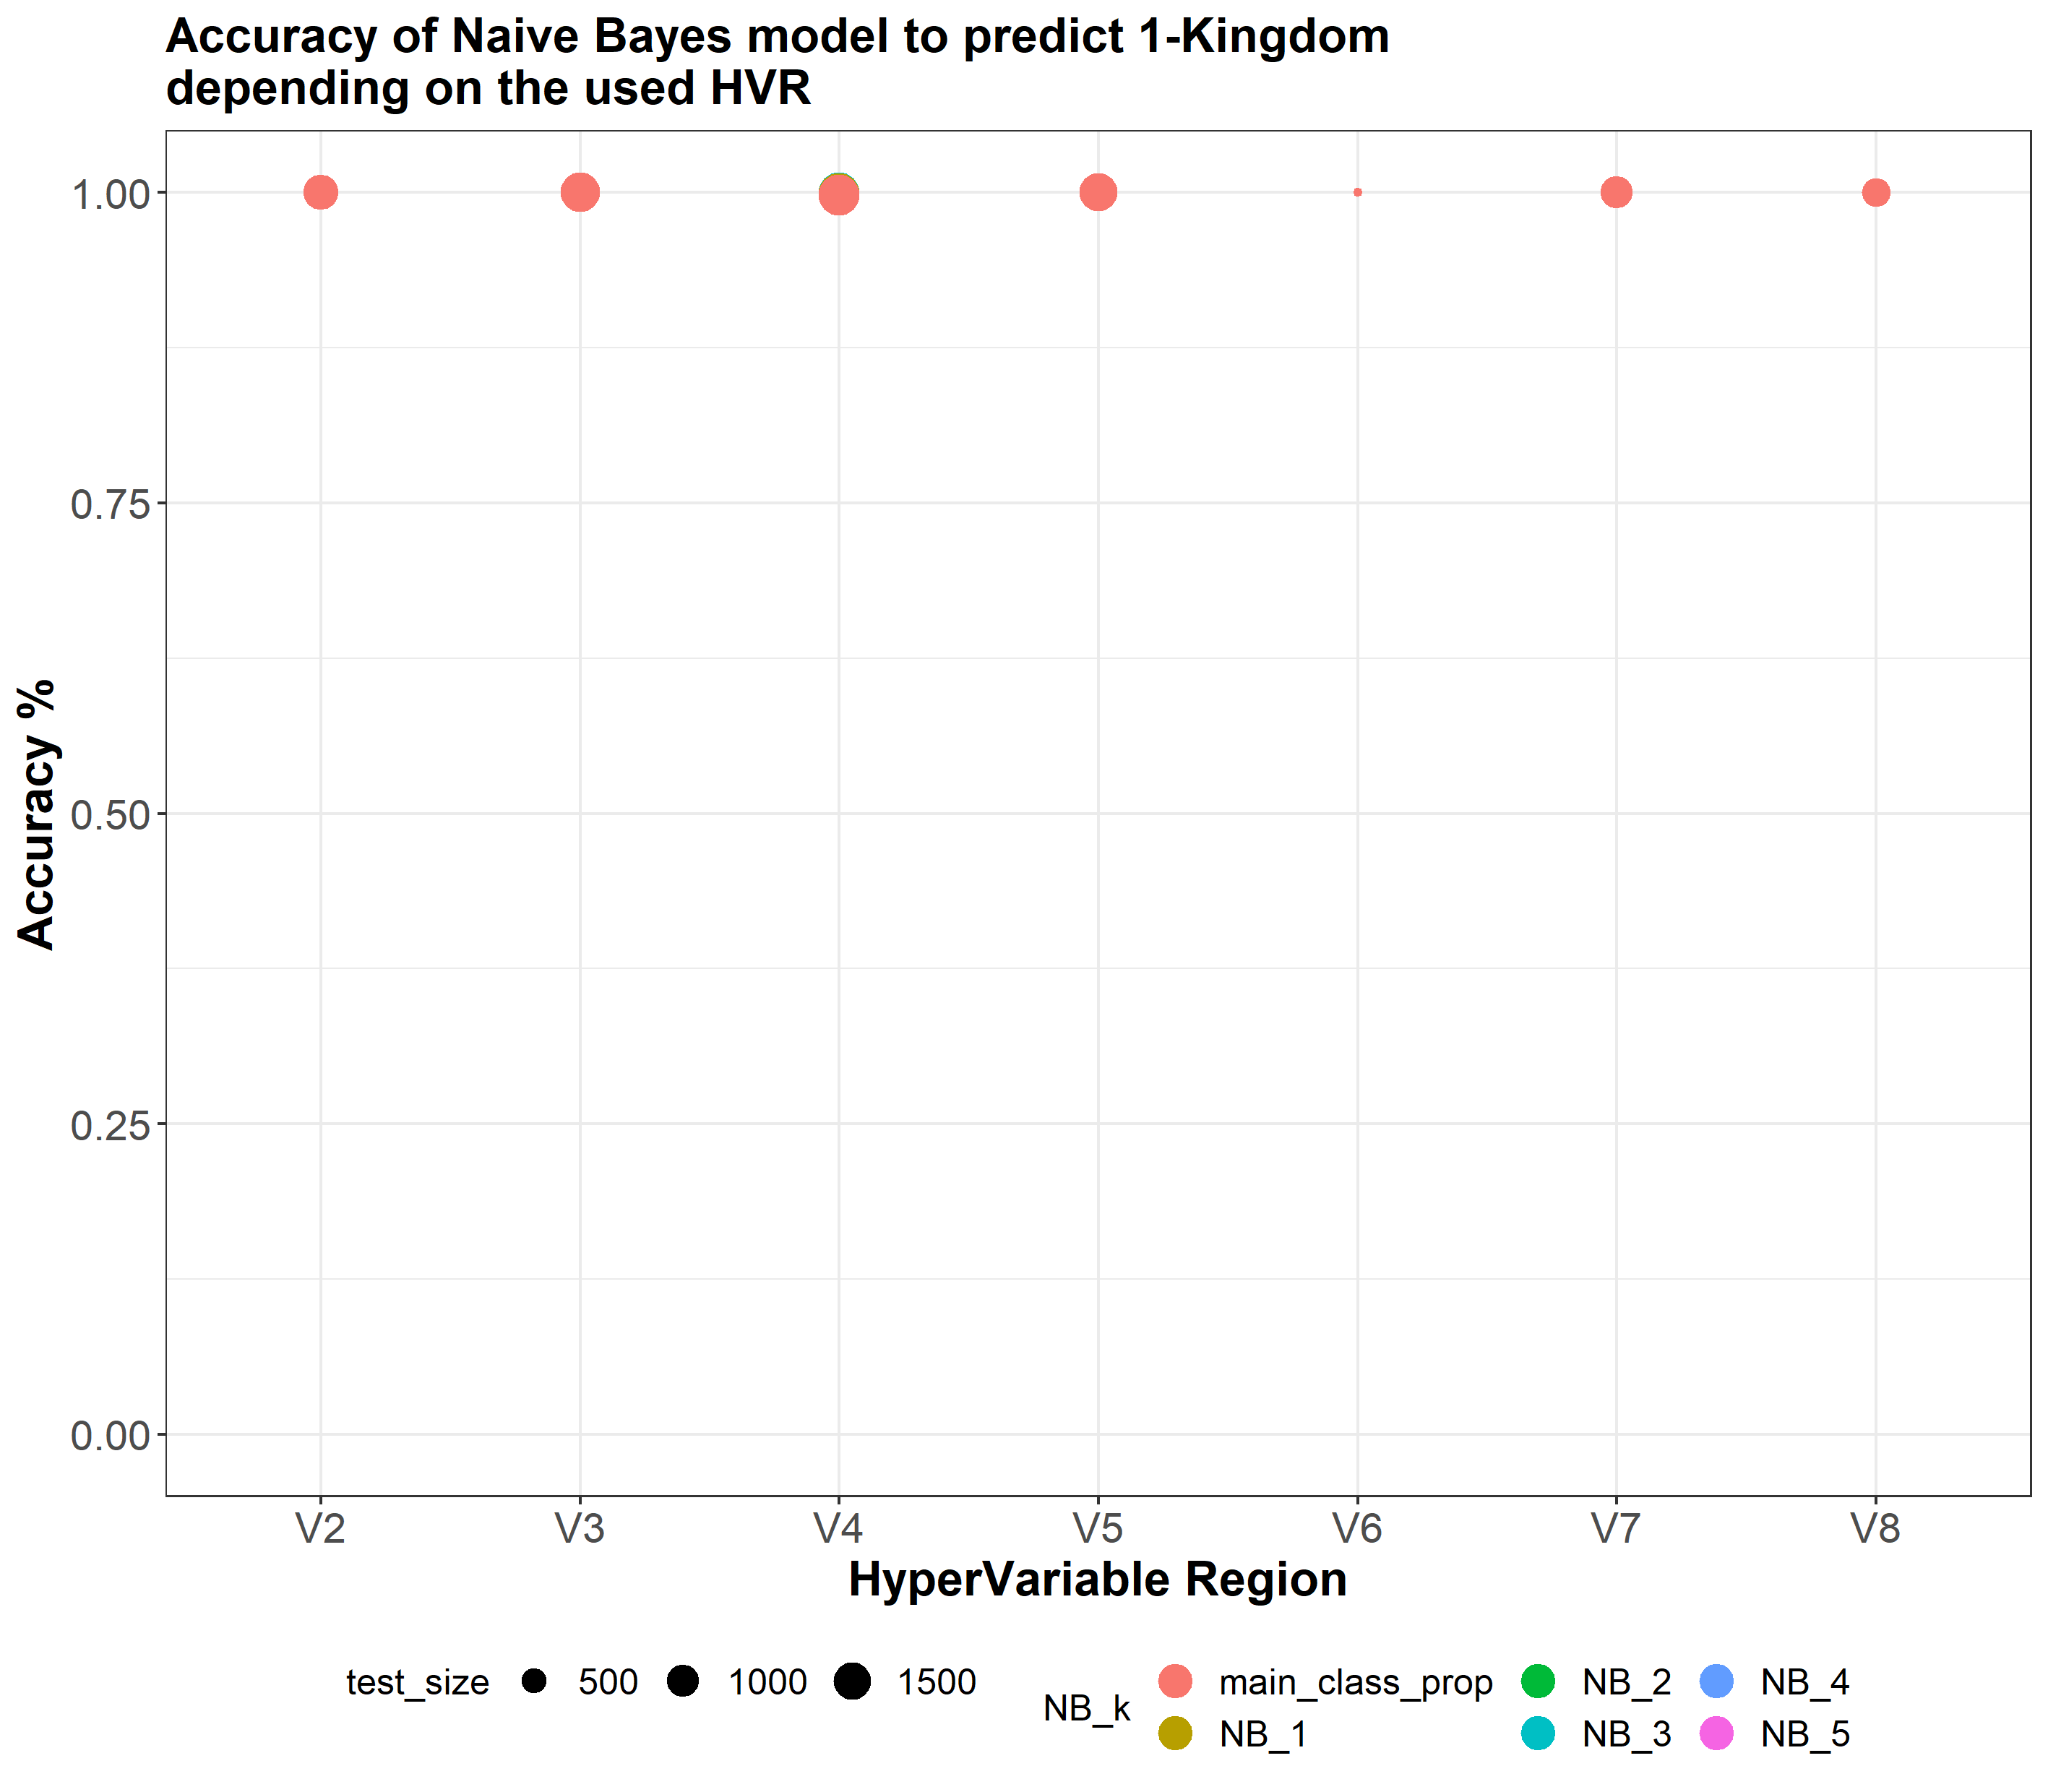 Accuracy of Naive Bayes model to predict 1-Kingdom
depending on the used HVR
Accuracy %
1.00
0.75
0.50
0.25
0.00
V2 V3 V4 V5 V6 V7 V8
HyperVariable Region
test_size 500 1000 1500
NB_k
main_class_prop NB_2 NB_4
NB_1 NB_3 NB_5